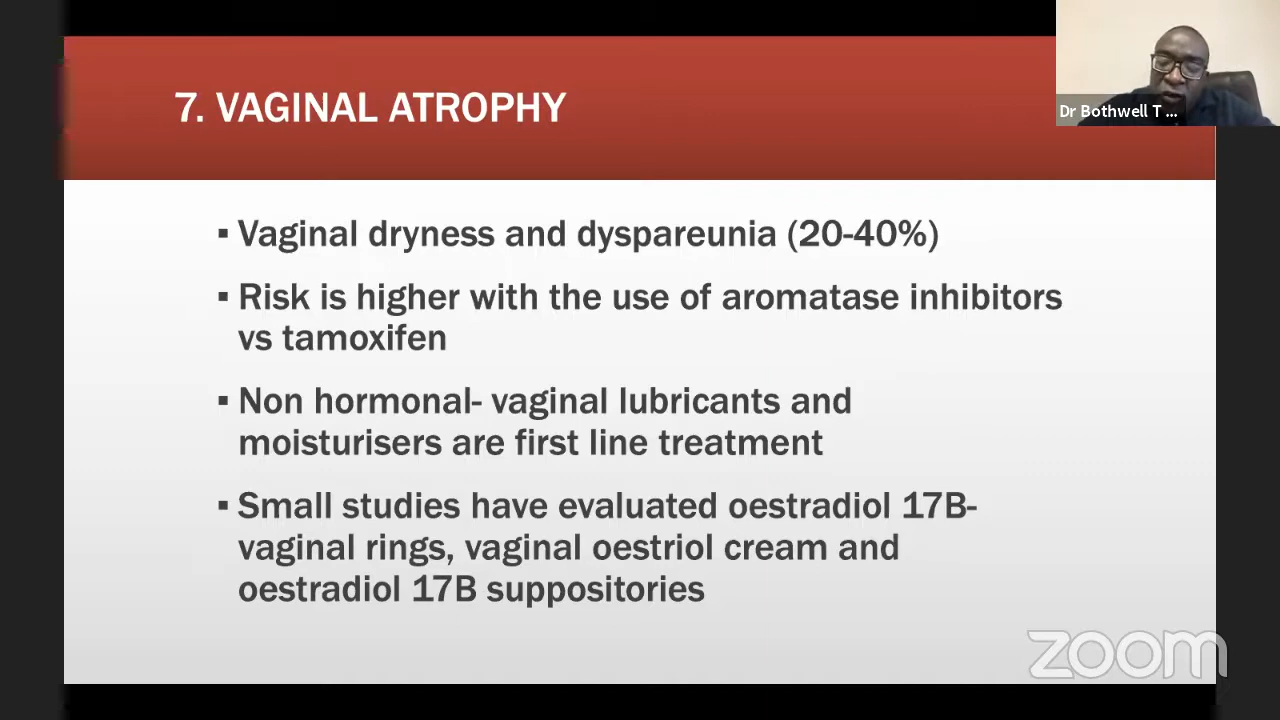 7. VAGINAL ATROPHY
Dr Bothwell T ...
▪ Vaginal dryness and dyspareunia (20-40%)
▪ Risk is higher with the use of aromatase inhibitors
vs tamoxifen
▪ Non hormonal- vaginal lubricants and
moisturisers are first line treatment
▪ Small studies have evaluated oestradiol 17B-
vaginal rings, vaginal oestriol cream and
oestradiol 17B suppositories
zoom